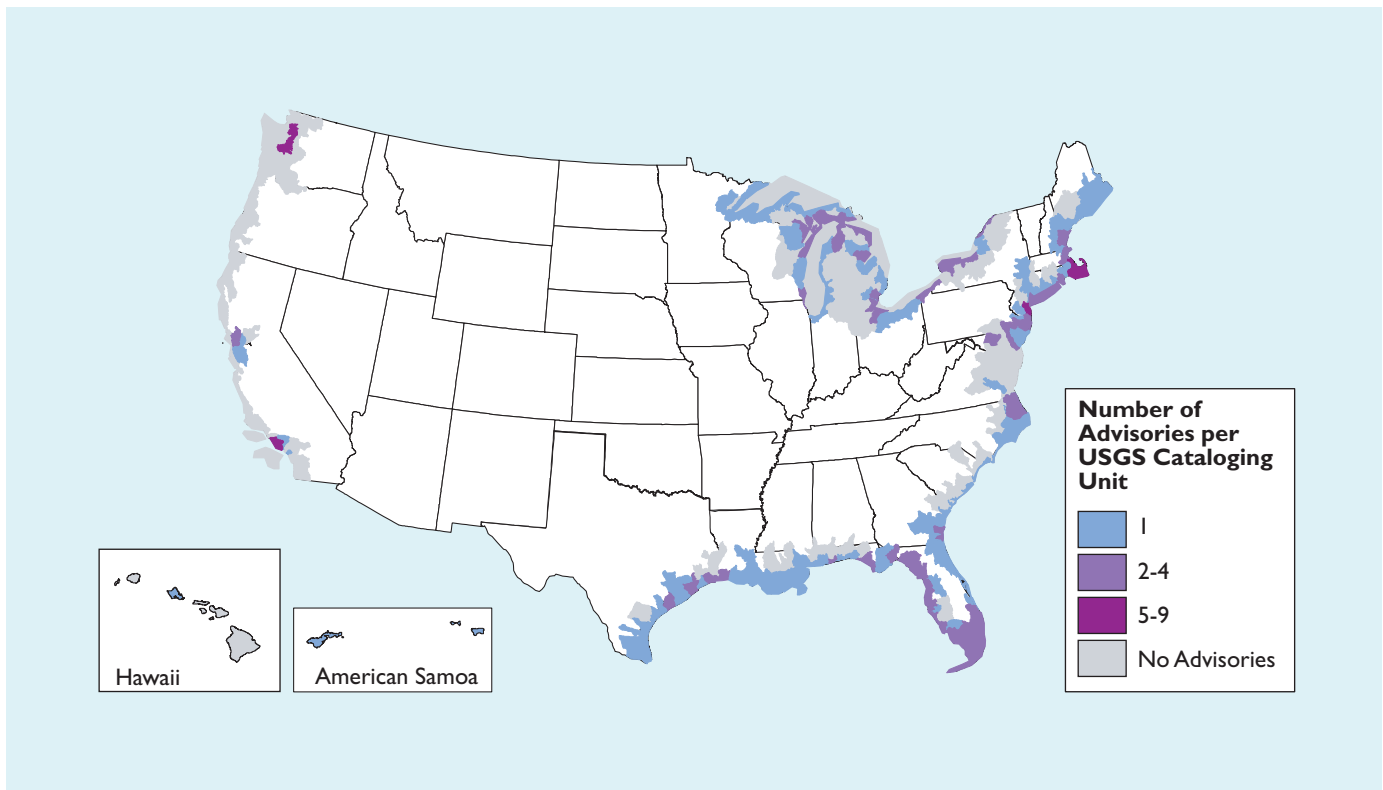 Number of
Advisories per
USGS Cataloging
Unit
1
2-4
5-9
No Advisories
Hawaii
American Samoa